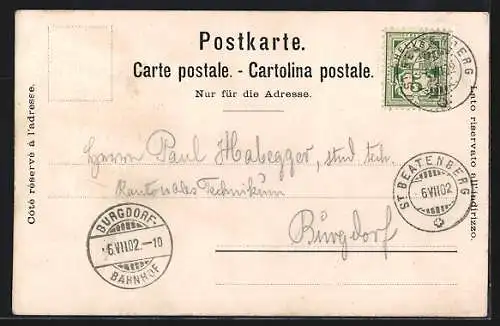 Postkarte.
Carte postale. - Cartolina postale.
Nur für die Adresse.
Côté réservé à l'adresse.
Lato riservato all'indirizzo.
Herrn Paul Habegger, stud. tech.
Kantonales Technikum
Burgdorf
ST. BEATENBERG
6 VII 02
BURGDORF
6.VII 02.-10
BAHNHOF